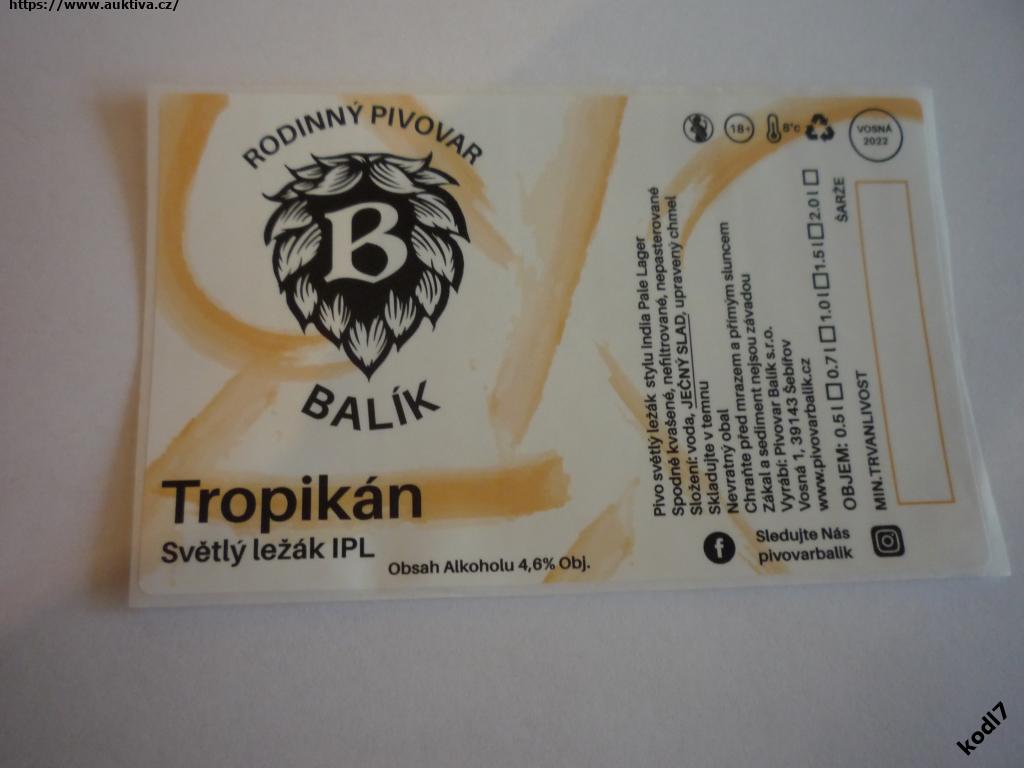 https://www.auktiva.cz/
RODINNÝ PIVOVAR
B
BALÍK
Tropikán
Světlý ležák IPL
Obsah Alkoholu 4,6% Obj.
18+
8°c
VOSNÁ
2022
Pivo světlý ležák stylu India Pale Lager
Spodně kvašené, nefiltrované, nepasterované
Složení: voda, JEČNÝ SLAD, upravený chmel
Skladujte v temnu
Nevratný obal
Chraňte před mrazem a přímým sluncem
Zákal a sediment nejsou závadou
Vyrábí: Pivovar Balík s.r.o.
Vosná 1, 39143 Šebířov
www.pivovarbalik.cz
OBJEM: 0.5 l 0.7 l 1.0 l 1.5 l 2.0 l
MIN.TRVANLIVOST
ŠARŽE
Sledujte Nás
pivovarbalik
kodl7